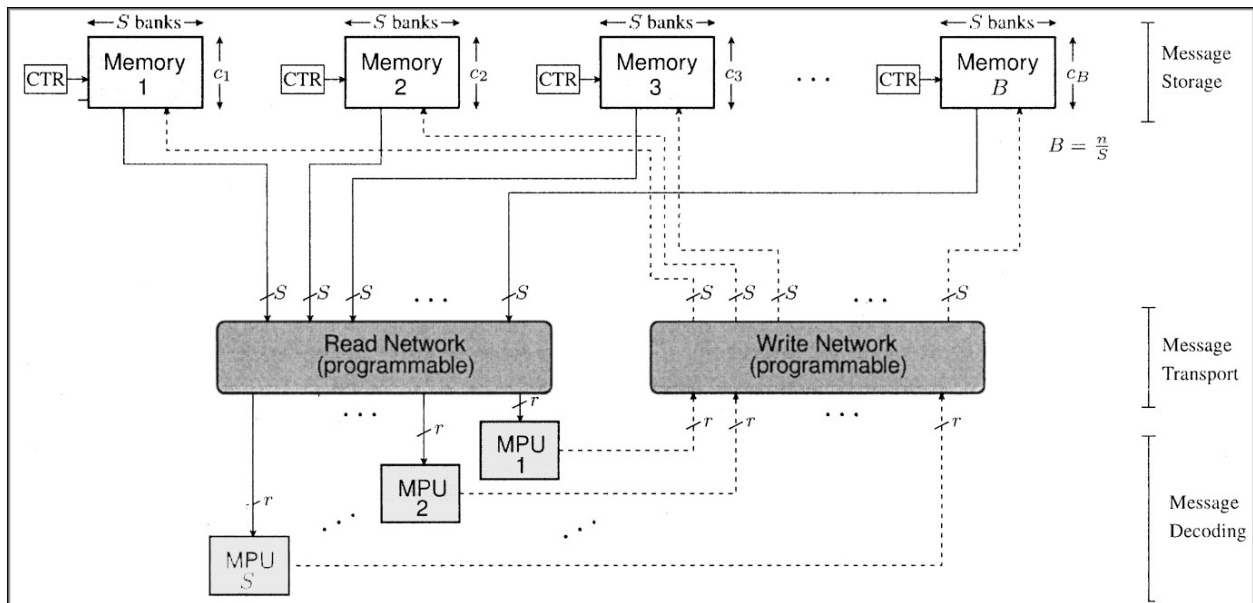 S banks
S banks
S banks
S banks
CTR
Memory
1
c₁
CTR
Memory
2
c₂
CTR
Memory
3
c₃
. . .
CTR
Memory
B
c_B
Message
Storage
B = n/S
S
S
S
. . .
S
S
S
S
. . .
S
Read Network
(programmable)
Write Network
(programmable)
Message
Transport
. . .
r
r
r
r
. . .
r
MPU
1
MPU
2
r
. . .
. . .
MPU
S
Message
Decoding